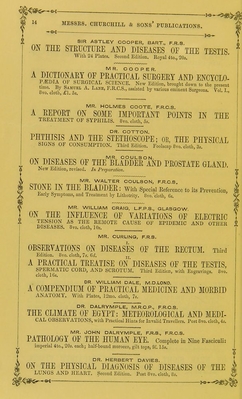 14 MESSRS. CHURCHILL & SONS' PUBLICATIONS.
SIR ASTLEY COOPER, BART., F.R.S.
ON THE STRUCTURE AND DISEASES OF THE TESTIS.
With 24 Plates. Second Edition. Royal 4to., 20s.
MR. COOPER.
A DICTIONARY OF PRACTICAL SURGERY AND ENCYCLO-
PÆDIA OF SURGICAL SCIENCE. New Edition, brought down to the present
time. By SAMUEL A. LANE, F.R.C.S., assisted by various eminent Surgeons. Vol. I.,
8vo. cloth, £1. 5s.
MR. HOLMES COOTE, F.R.C.S.
A REPORT ON SOME IMPORTANT POINTS IN THE
TREATMENT OF SYPHILIS. 8vo. cloth, 5s.
DR. COTTON.
PHTHISIS AND THE STETHOSCOPE; OR, THE PHYSICAL
SIGNS OF CONSUMPTION. Third Edition. Foolscap 8vo. cloth, 3s.
MR. COULSON.
ON DISEASES OF THE BLADDER AND PROSTATE GLAND.
New Edition, revised. In Preparation.
MR. WALTER COULSON, F.R.C.S.
STONE IN THE BLADDER: With Special Reference to its Prevention,
Early Symptoms, and Treatment by Lithotrity. 8vo. cloth, 6s.
MR. WILLIAM CRAIG, L.F.P.S., GLASGOW.
ON THE INFLUENCE OF VARIATIONS OF ELECTRIC
TENSION AS THE REMOTE CAUSE OF EPIDEMIC AND OTHER
DISEASES. 8vo. cloth, 10s.
MR. CURLING, F.R.S.
OBSERVATIONS ON DISEASES OF THE RECTUM. Third
Edition. 8vo. cloth, 7s. 6d.
A PRACTICAL TREATISE ON DISEASES OF THE TESTIS,
SPERMATIC CORD, AND SCROTUM. Third Edition, with Engravings. 8vo.
cloth, 16s.
DR. WILLIAM DALE, M.D.LOND.
A COMPENDIUM OF PRACTICAL MEDICINE AND MORBID
ANATOMY. With Plates, 12mo. cloth, 7s.
DR. DALRYMPLE, M.R.C.P., F.R.C.S.
THE CLIMATE OF EGYPT: METEOROLOGICAL AND MEDI-
CAL OBSERVATIONS, with Practical Hints for Invalid Travellers. Post 8vo. cloth, 4s.
MR. JOHN DALRYMPLE, F.R.S., F.R.C.S.
PATHOLOGY OF THE HUMAN EYE. Complete in Nine Fasciculi:
imperial 4to., 20s. each; half-bound morocco, gilt tops, 9l. 15s.
DR. HERBERT DAVIES.
ON THE PHYSICAL DIAGNOSIS OF DISEASES OF THE
LUNGS AND HEART. Second Edition. Post 8vo. cloth, 8s.